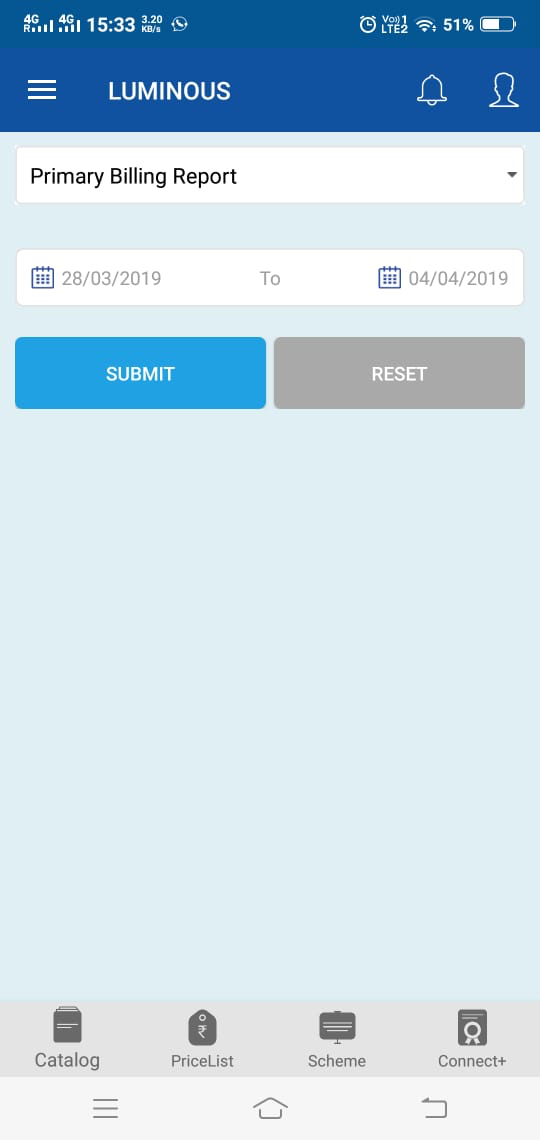 4G R 4G 15:33 3.20 KB/s Vo)) 1 LTE2 51%
LUMINOUS
Primary Billing Report
28/03/2019 To 04/04/2019
SUBMIT RESET
₹
Catalog PriceList Scheme Connect+